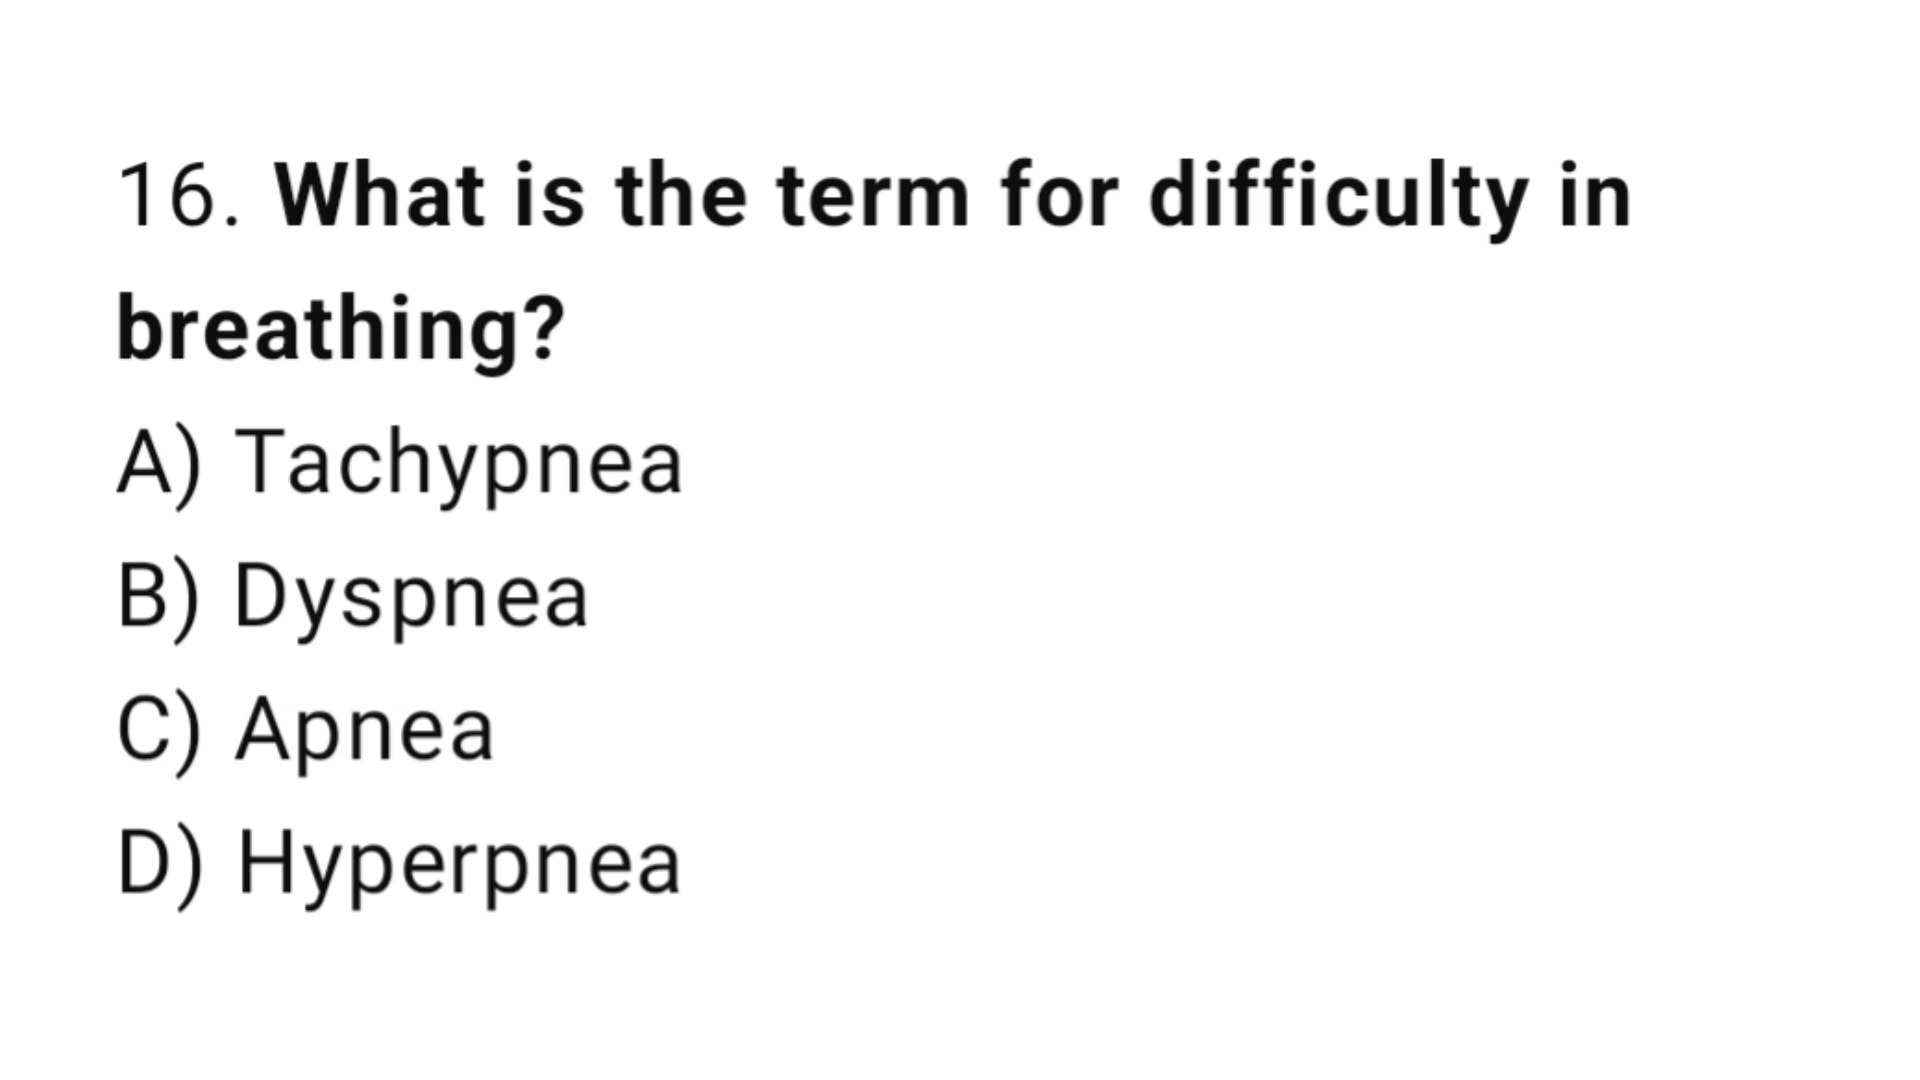 16. What is the term for difficulty in
breathing?
A) Tachypnea
B) Dyspnea
C) Apnea
D) Hyperpnea